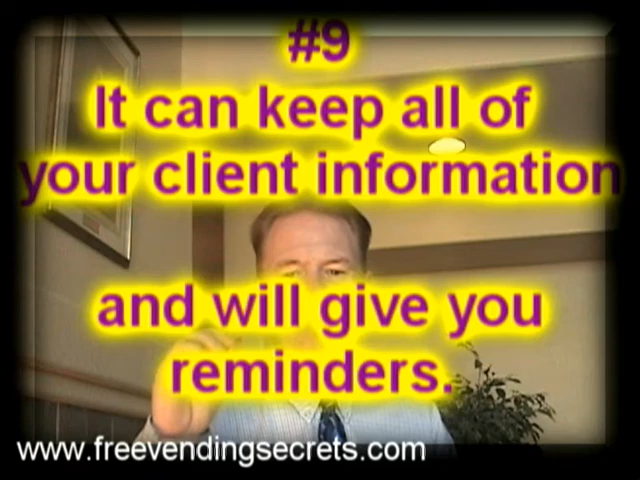 #9
It can keep all of
your client information
and will give you
reminders.
www.freevendingsecrets.com